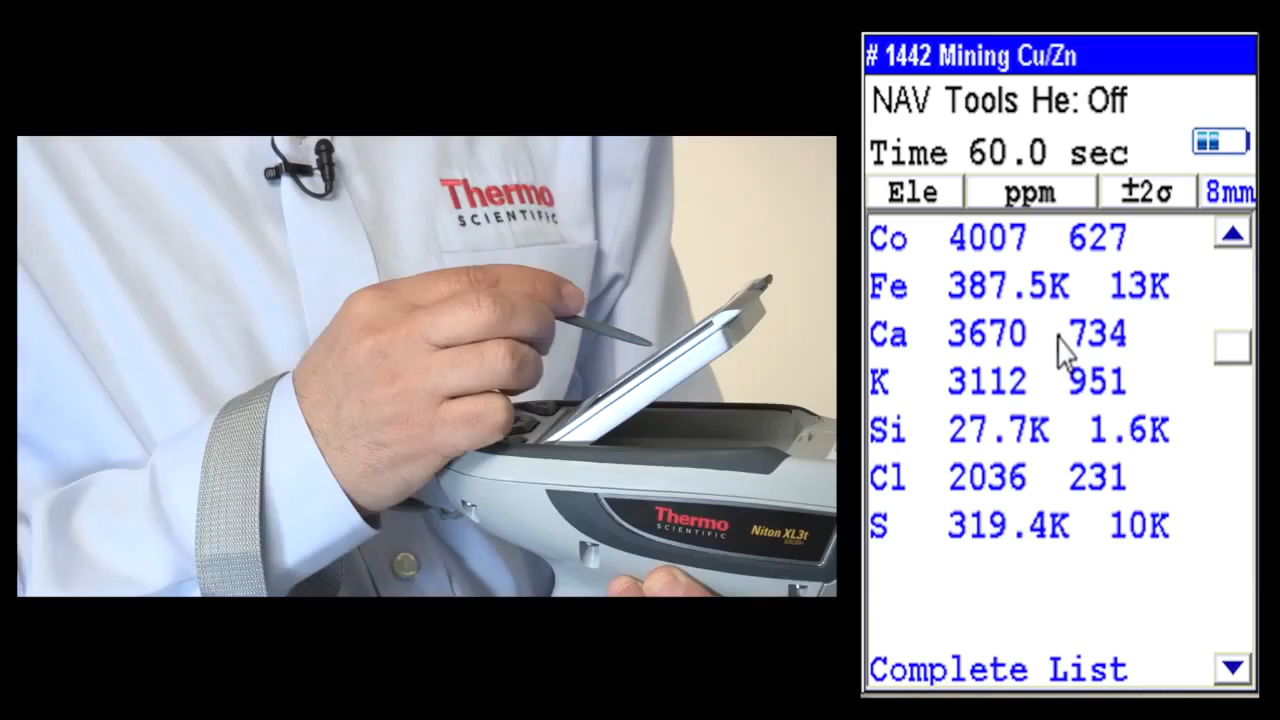 Thermo
SCIENTIFIC
Thermo
SCIENTIFIC
Niton XL3t
# 1442 Mining Cu/Zn
NAV Tools He: Off
Time 60.0 sec
Ele ppm ±2σ 8mm
Co 4007 627
Fe 387.5K 13K
Ca 3670 734
K 3112 951
Si 27.7K 1.6K
Cl 2036 231
S 319.4K 10K
Complete List